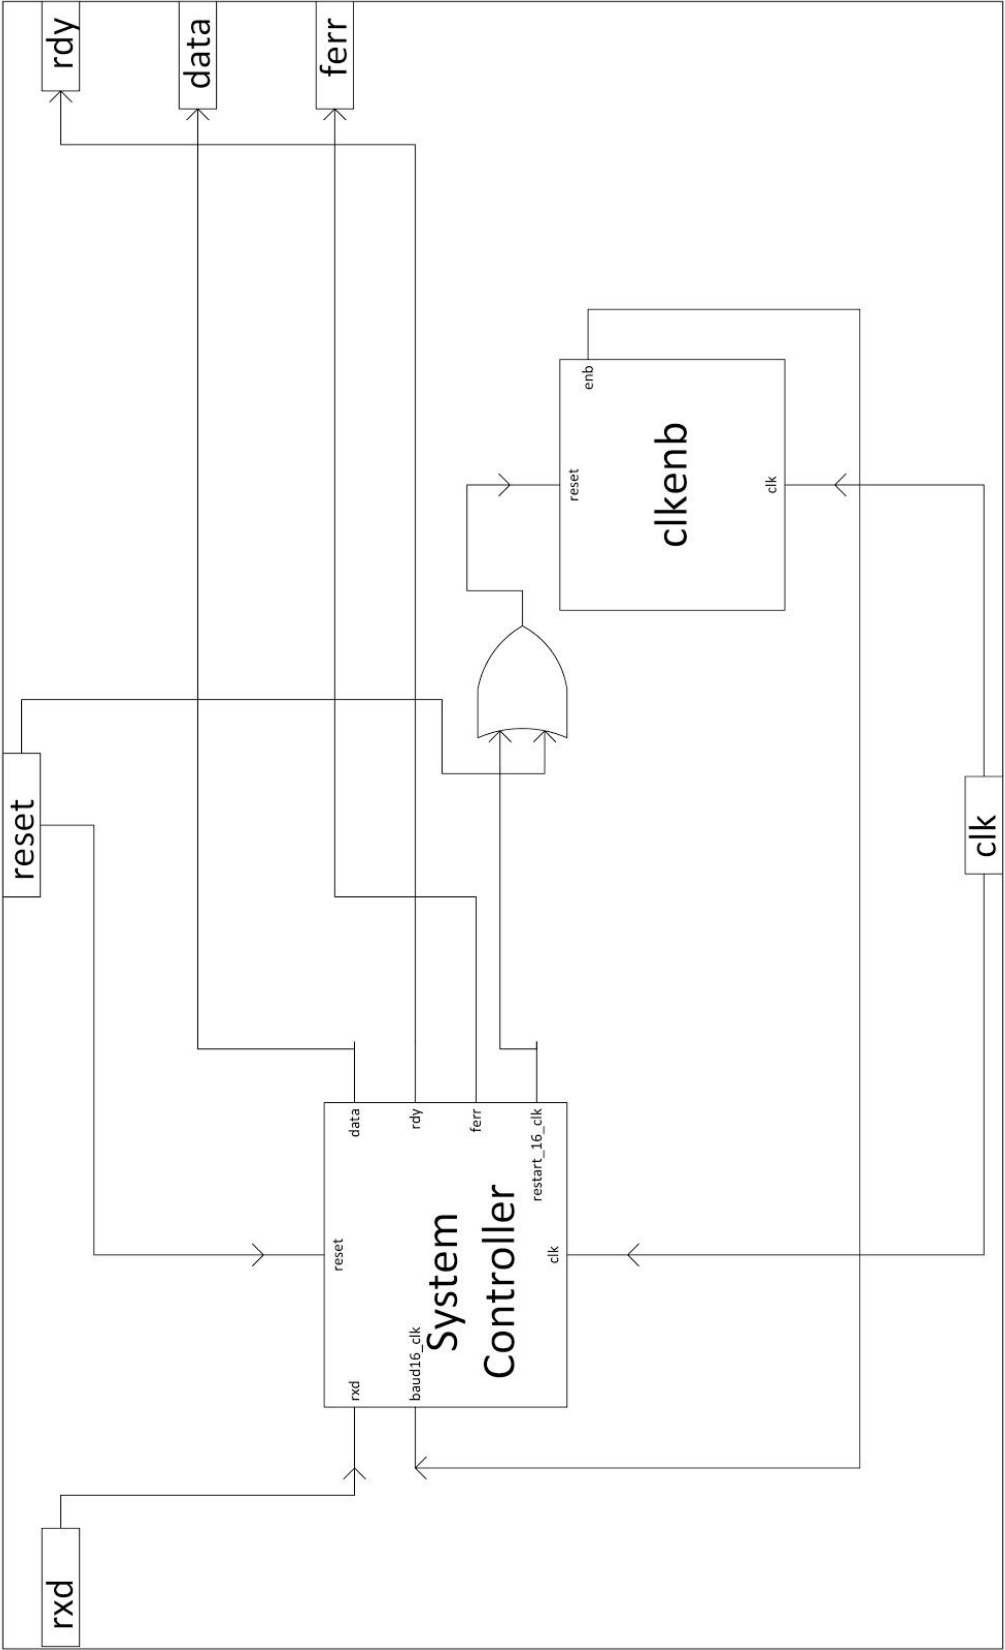 rxd
reset
clk
rdy
data
ferr
rxd
baud16_clk
reset
clk
System
Controller
data
rdy
ferr
restart_16_clk
reset
clk
enb
clkenb